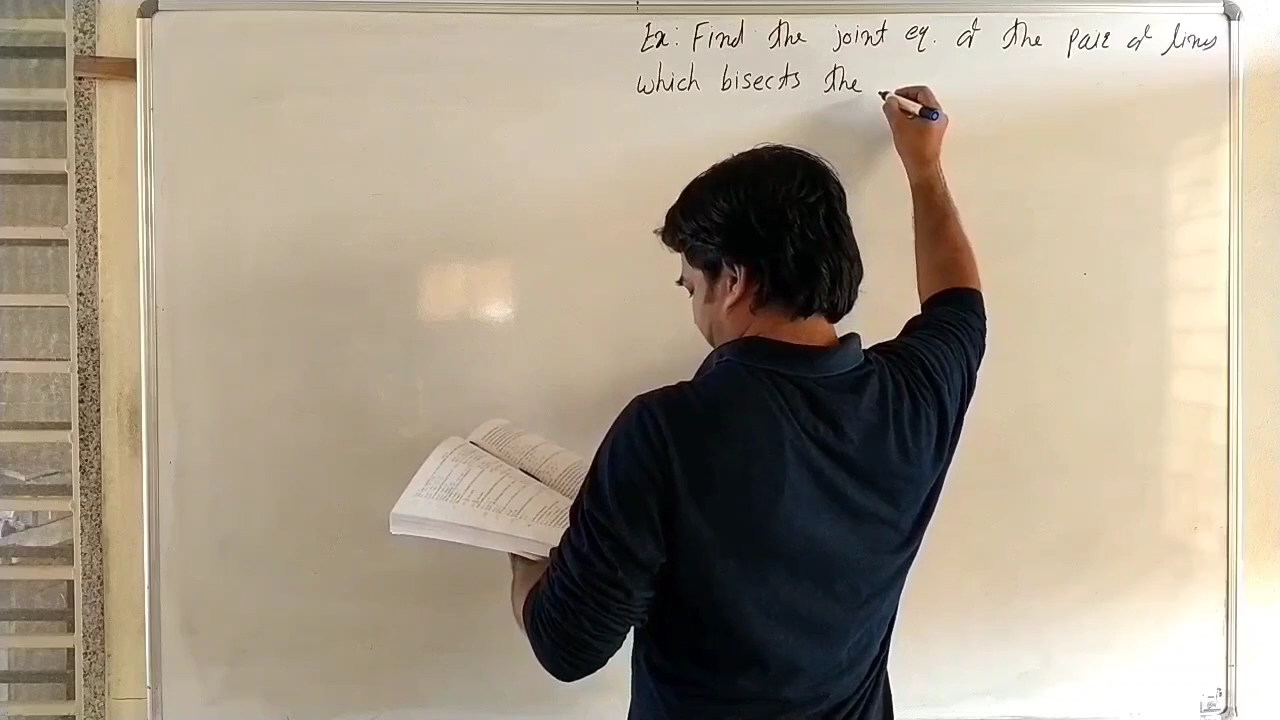 Ex: Find the joint eq. of the pair of lines
which bisects the